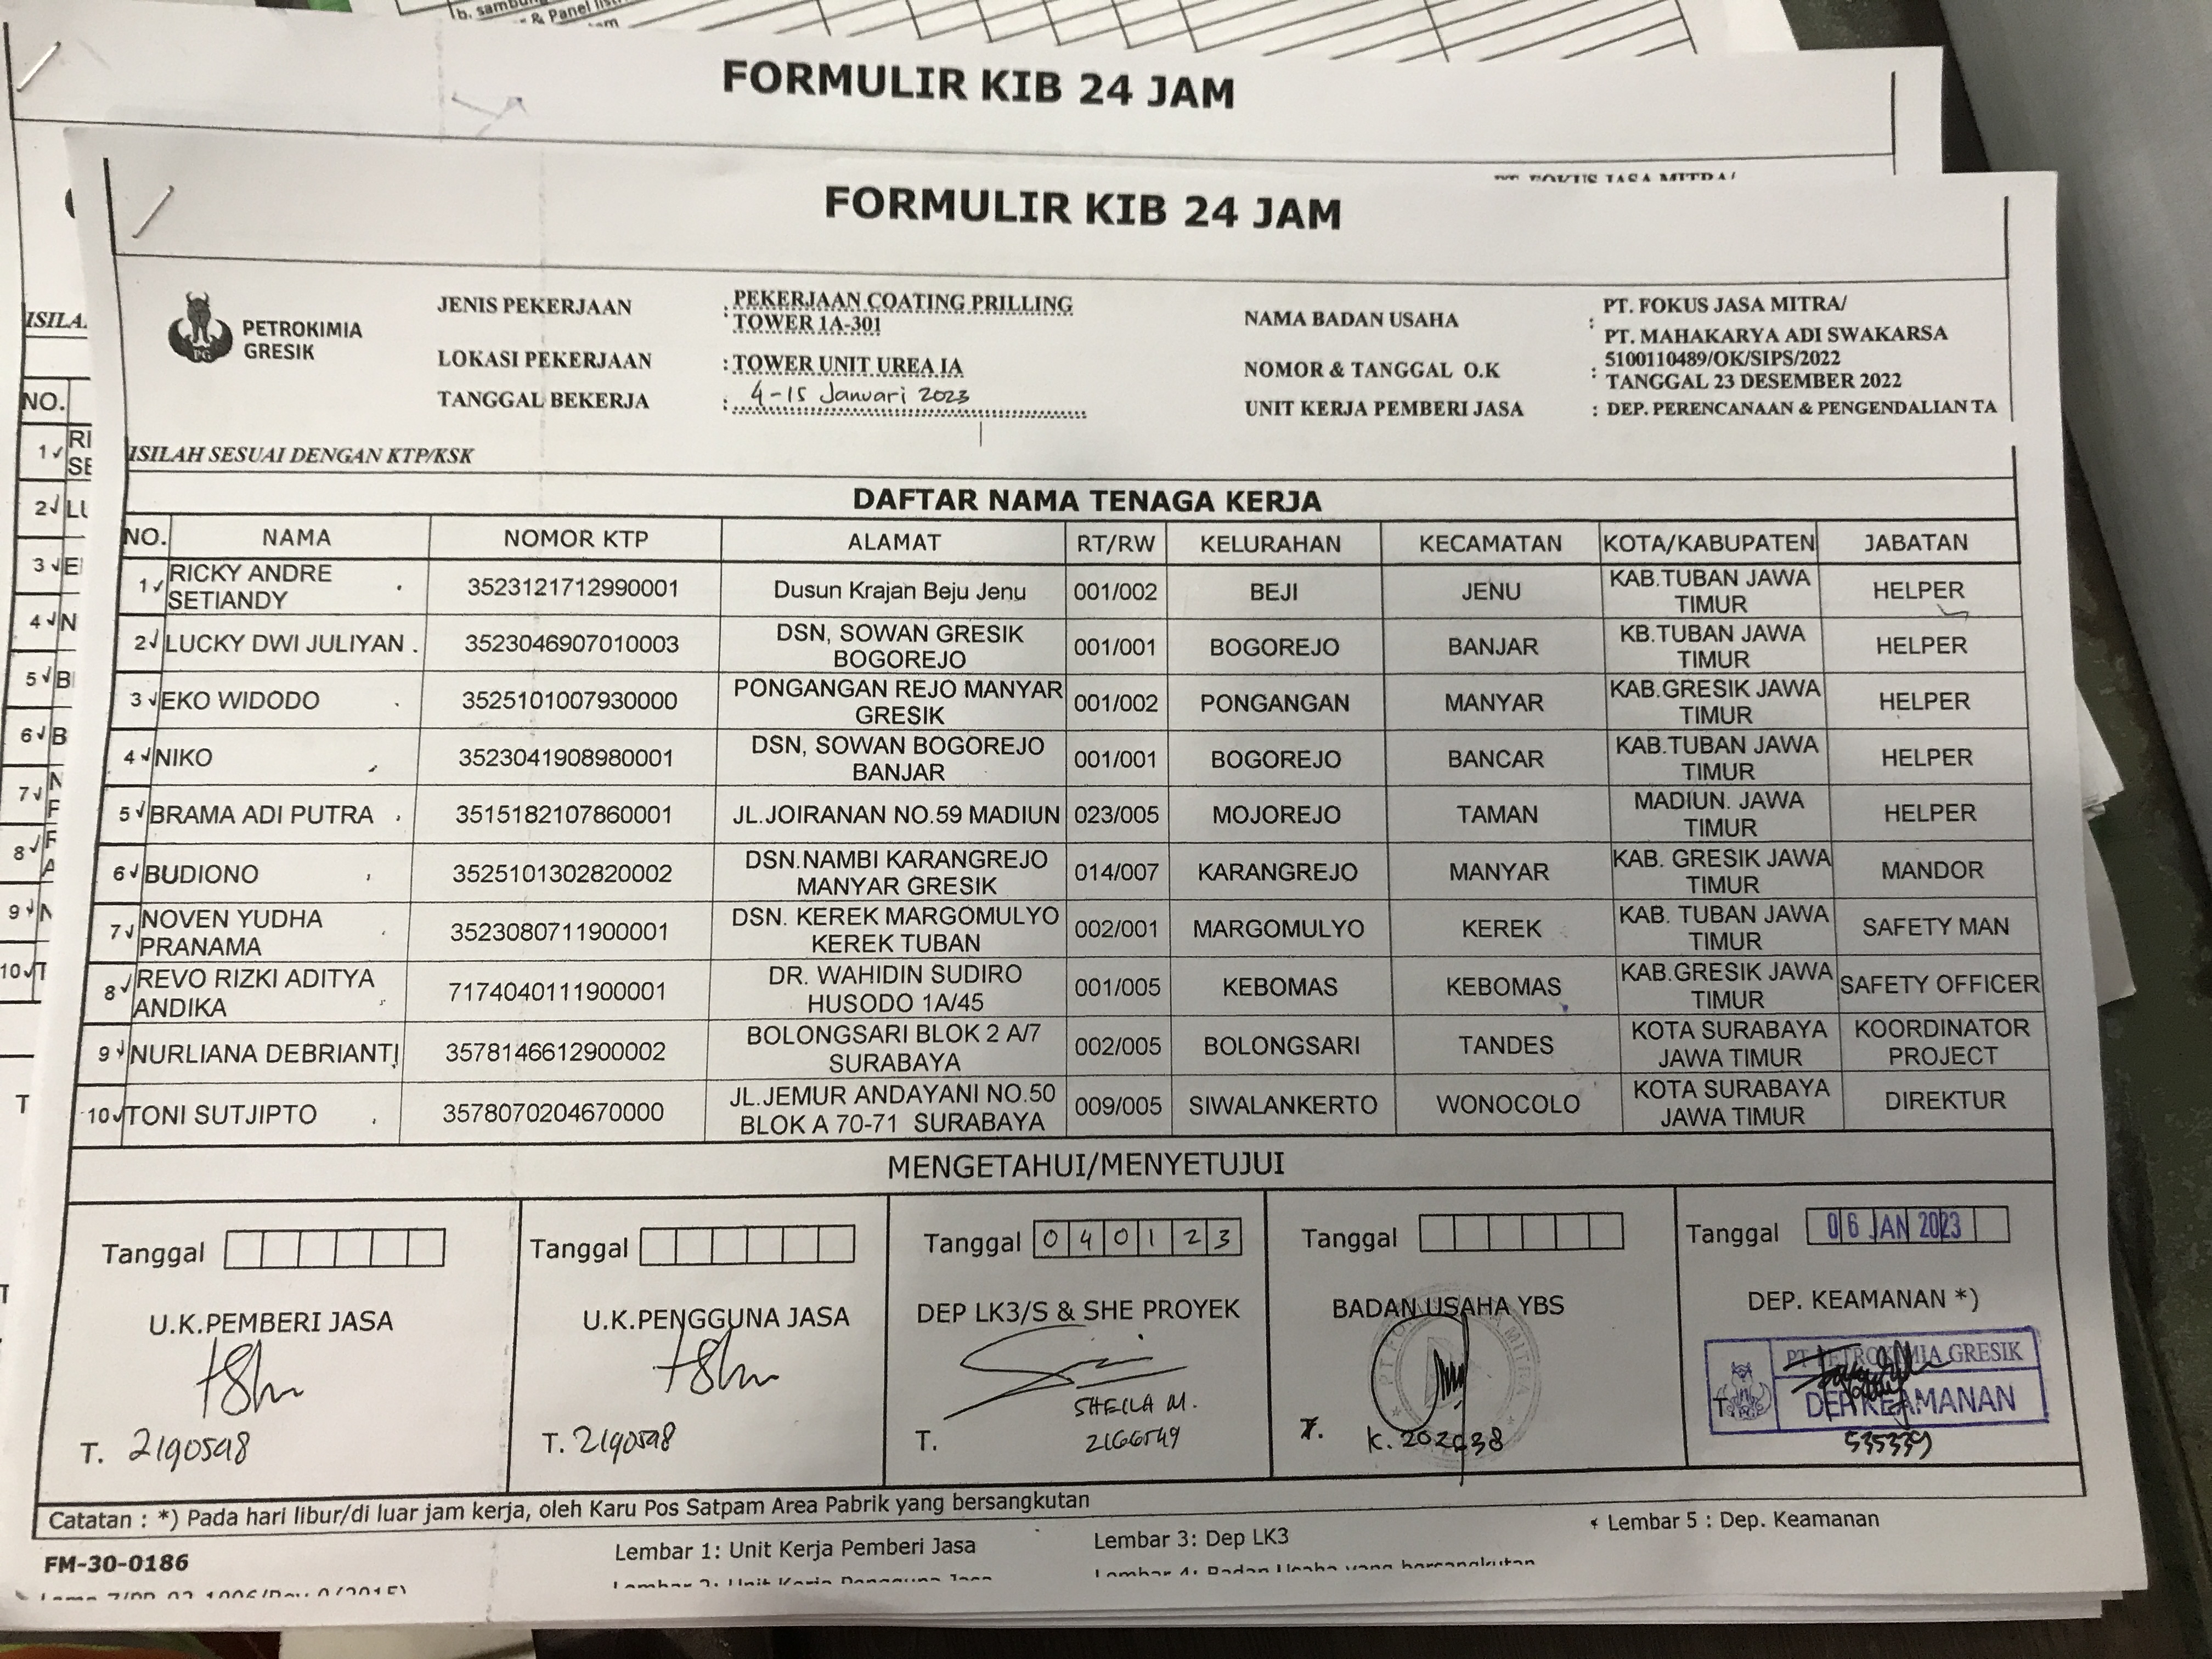 FORMULIR KIB 24 JAM
FORMULIR KIB 24 JAM
PETROKIMIA
GRESIK
JENIS PEKERJAAN : PEKERJAAN COATING PRILLING
TOWER 1A-301
LOKASI PEKERJAAN : TOWER UNIT UREA IA
TANGGAL BEKERJA : 4-15 Januari 2023
NAMA BADAN USAHA : PT. FOKUS JASA MITRA/
PT. MAHAKARYA ADI SWAKARSA
NOMOR & TANGGAL O.K : 5100110489/OK/SIPS/2022
TANGGAL 23 DESEMBER 2022
UNIT KERJA PEMBERI JASA : DEP. PERENCANAAN & PENGENDALIAN TA
ISILAH SESUAI DENGAN KTP/KSK
DAFTAR NAMA TENAGA KERJA
NO. NAMA NOMOR KTP ALAMAT RT/RW KELURAHAN KECAMATAN KOTA/KABUPATEN JABATAN
1 √ RICKY ANDRE SETIANDY 3523121712990001 Dusun Krajan Beju Jenu 001/002 BEJI JENU KAB.TUBAN JAWA TIMUR HELPER
2 √ LUCKY DWI JULIYAN 3523046907010003 DSN, SOWAN GRESIK BOGOREJO 001/001 BOGOREJO BANJAR KB.TUBAN JAWA TIMUR HELPER
3 √ EKO WIDODO 3525101007930000 PONGANGAN REJO MANYAR GRESIK 001/002 PONGANGAN MANYAR KAB.GRESIK JAWA TIMUR HELPER
4 √ NIKO 3523041908980001 DSN, SOWAN BOGOREJO BANJAR 001/001 BOGOREJO BANCAR KAB.TUBAN JAWA TIMUR HELPER
5 √ BRAMA ADI PUTRA 3515182107860001 JL.JOIRANAN NO.59 MADIUN 023/005 MOJOREJO TAMAN MADIUN. JAWA TIMUR HELPER
6 √ BUDIONO 3525101302820002 DSN.NAMBI KARANGREJO MANYAR GRESIK 014/007 KARANGREJO MANYAR KAB. GRESIK JAWA TIMUR MANDOR
7 √ NOVEN YUDHA PRANAMA 3523080711900001 DSN. KEREK MARGOMULYO KEREK TUBAN 002/001 MARGOMULYO KEREK KAB. TUBAN JAWA TIMUR SAFETY MAN
8 √ REVO RIZKI ADITYA ANDIKA 7174040111900001 DR. WAHIDIN SUDIRO HUSODO 1A/45 001/005 KEBOMAS KEBOMAS KAB.GRESIK JAWA TIMUR SAFETY OFFICER
9 √ NURLIANA DEBRIANTI 3578146612900002 BOLONGSARI BLOK 2 A/7 SURABAYA 002/005 BOLONGSARI TANDES KOTA SURABAYA JAWA TIMUR KOORDINATOR PROJECT
10 √ TONI SUTJIPTO 3578070204670000 JL.JEMUR ANDAYANI NO.50 BLOK A 70-71 SURABAYA 009/005 SIWALANKERTO WONOCOLO KOTA SURABAYA JAWA TIMUR DIREKTUR
MENGETAHUI/MENYETUJUI
Tanggal
U.K.PEMBERI JASA
T. 2190598
Tanggal
U.K.PENGGUNA JASA
T. 2190598
Tanggal 040123
DEP LK3/S & SHE PROYEK
SHEILA M.
T. 2166549
Tanggal
BADAN USAHA YBS
T. K.202038
Tanggal 06 JAN 2023
DEP. KEAMANAN *)
PT PETROKIMIA GRESIK
DEP. KEAMANAN
T.
Catatan : *) Pada hari libur/di luar jam kerja, oleh Karu Pos Satpam Area Pabrik yang bersangkutan
FM-30-0186
Lembar 1: Unit Kerja Pemberi Jasa
Lembar 3: Dep LK3
Lembar 5 : Dep. Keamanan